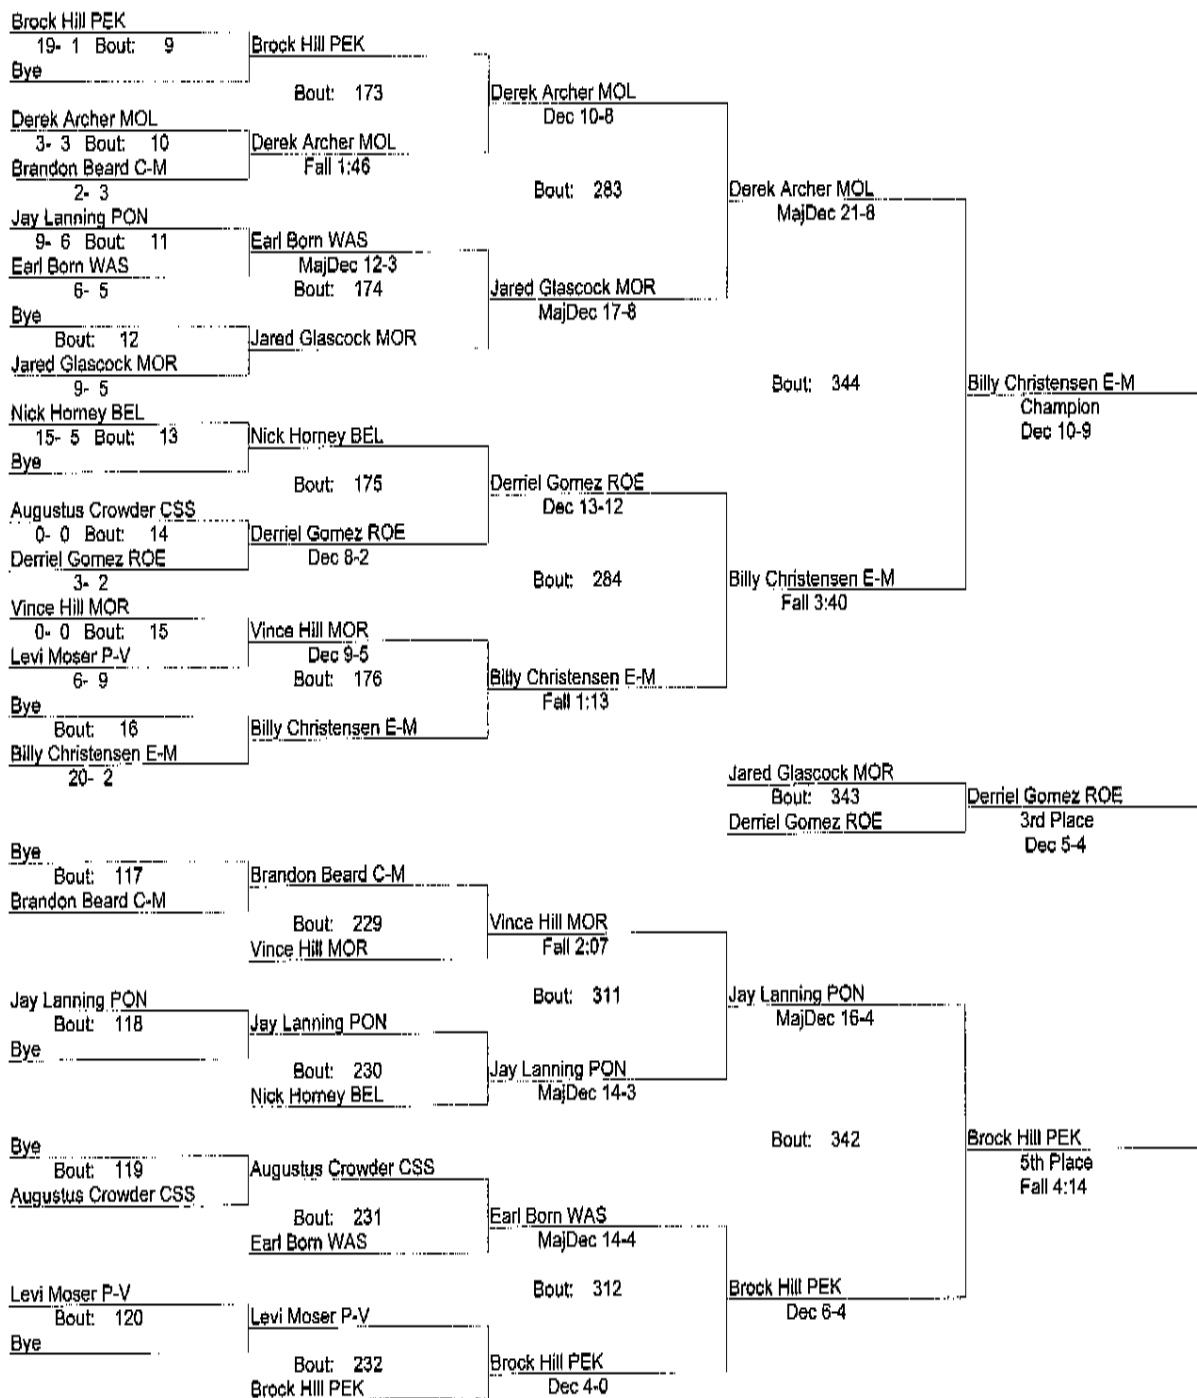 Brock Hill PEK
19- 1 Bout: 9
Bye
Brock Hill PEK
Bout: 173
Derek Archer MOL
3- 3 Bout: 10
Brandon Beard C-M
2- 3
Derek Archer MOL
Fall 1:46
Derek Archer MOL
Dec 10-8
Bout: 283
Jay Lanning PON
9- 6 Bout: 11
Earl Born WAS
6- 5
Earl Born WAS
MajDec 12-3
Bout: 174
Bye
Bout: 12
Jared Glascock MOR
9- 5
Jared Glascock MOR
Jared Glascock MOR
MajDec 17-8
Derek Archer MOL
MajDec 21-8
Bout: 344
Nick Horney BEL
15- 5 Bout: 13
Bye
Nick Horney BEL
Bout: 175
Augustus Crowder CSS
0- 0 Bout: 14
Derriel Gomez ROE
3- 2
Derriel Gomez ROE
Dec 8-2
Derriel Gomez ROE
Dec 13-12
Bout: 284
Vince Hill MOR
0- 0 Bout: 15
Levi Moser P-V
6- 9
Vince Hill MOR
Dec 9-5
Bout: 176
Bye
Bout: 16
Billy Christensen E-M
20- 2
Billy Christensen E-M
Billy Christensen E-M
Fall 1:13
Billy Christensen E-M
Fall 3:40
Billy Christensen E-M
Champion
Dec 10-9
Jared Glascock MOR
Bout: 343
Derriel Gomez ROE
Derriel Gomez ROE
3rd Place
Dec 5-4
Bye
Bout: 117
Brandon Beard C-M
Brandon Beard C-M
Bout: 229
Vince Hill MOR
Vince Hill MOR
Fall 2:07
Bout: 311
Jay Lanning PON
Bout: 118
Bye
Jay Lanning PON
Bout: 230
Nick Horney BEL
Jay Lanning PON
MajDec 14-3
Jay Lanning PON
MajDec 16-4
Bout: 342
Bye
Bout: 119
Augustus Crowder CSS
Augustus Crowder CSS
Bout: 231
Earl Born WAS
Earl Born WAS
MajDec 14-4
Bout: 312
Levi Moser P-V
Bout: 120
Bye
Levi Moser P-V
Bout: 232
Brock Hill PEK
Brock Hill PEK
Dec 4-0
Brock Hill PEK
Dec 6-4
Brock Hill PEK
5th Place
Fall 4:14